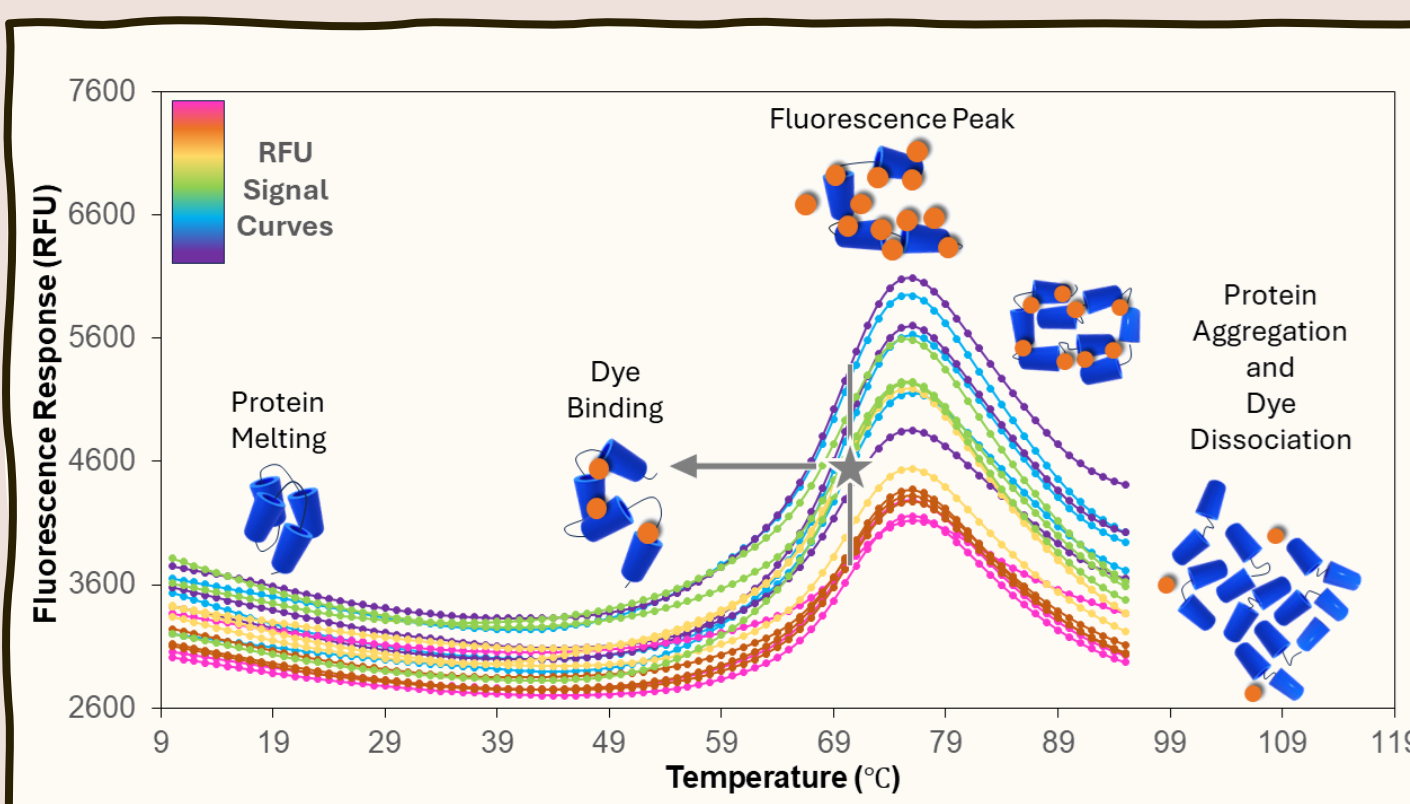 7600
6600
5600
4600
3600
2600
Fluorescence Response (RFU)
RFU
Signal
Curves
Fluorescence Peak
Protein
Melting
Dye
Binding
Protein
Aggregation
and
Dye
Dissociation
9 19 29 39 49 59 69 79 89 99 109 119
Temperature (℃)